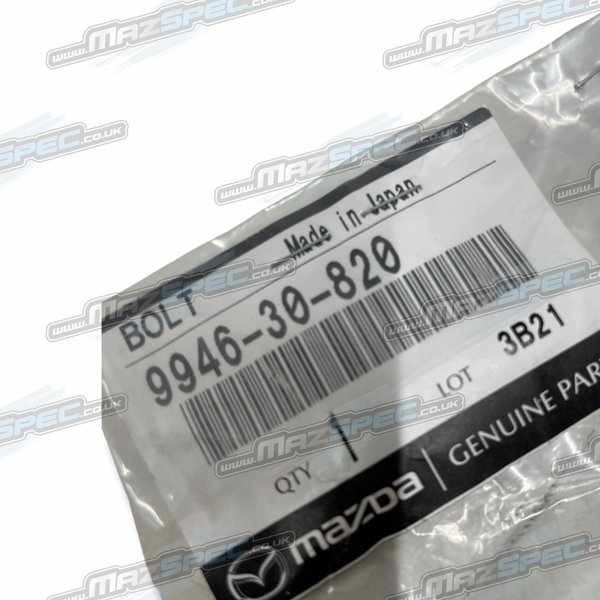 www.MAZSPEC.co.uk
Made in Japan
BOLT
9946-30-820
QTY 1 LOT 3B21
mazda | GENUINE PAR